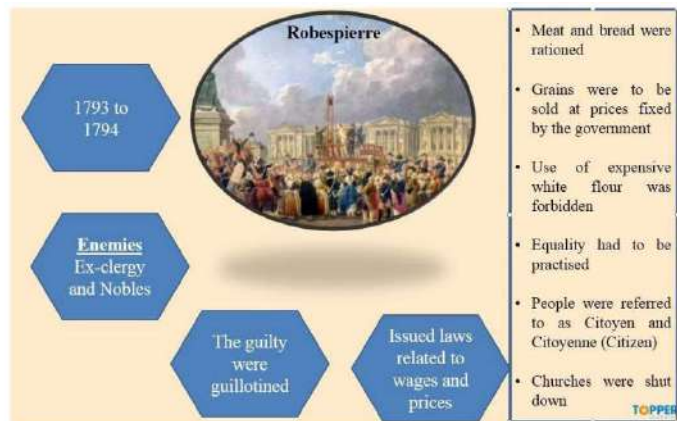 Robespierre
1793 to
1794
Enemies
Ex-clergy
and Nobles
The guilty
were
guillotined
Issued laws
related to
wages and
prices
• Meat and bread were
rationed
• Grains were to be
sold at prices fixed
by the government
• Use of expensive
white flour was
forbidden
• Equality had to be
practised
• People were referred
to as Citoyen and
Citoyenne (Citizen)
• Churches were shut
down
TOPPER